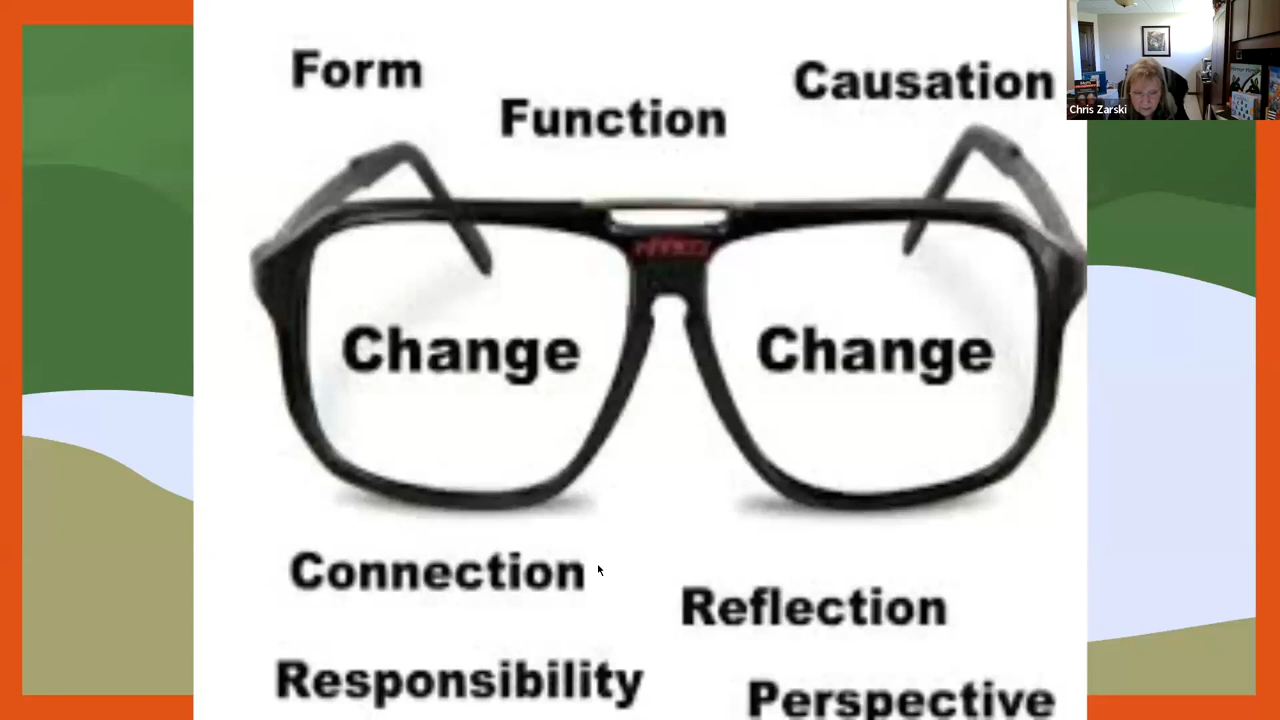 Form
Function
Causation
Chris Zarski
Change
Change
Connection
Reflection
Responsibility
Perspective